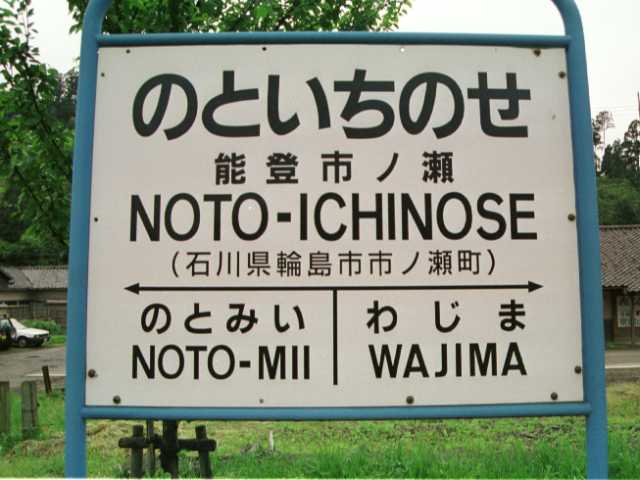 のといちのせ
能登市ノ瀬
NOTO-ICHINOSE
(石川県輪島市市ノ瀬町)
のとみい わじま
NOTO-MII WAJIMA